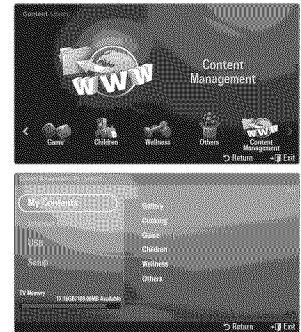 Content Library
WWW
Content
Management
Game
Children
Wellness
Others
Content
Management
Return
Exit
My Contents
USB
Setup
TV Memory
Gallery
Cooking
Game
Children
Wellness
Others
Return
Exit